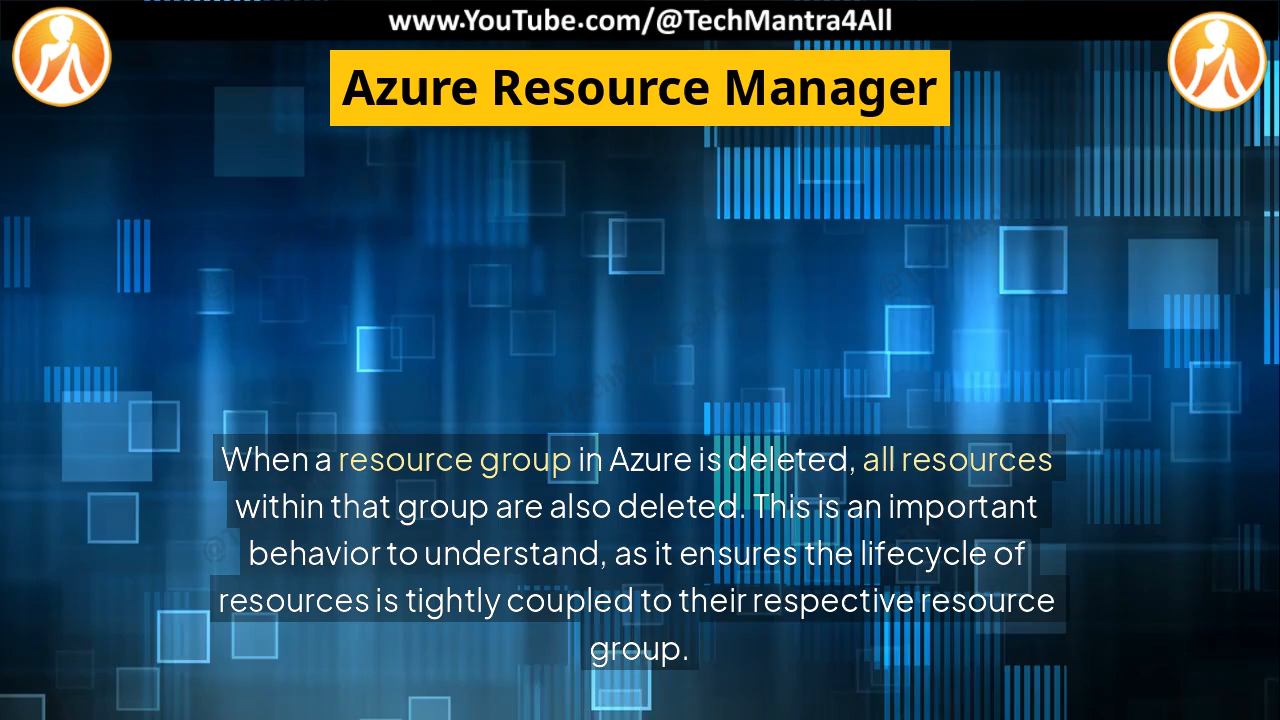 www.YouTube.com/@TechMantra4All
Azure Resource Manager
When a resource group in Azure is deleted, all resources
within that group are also deleted. This is an important
behavior to understand, as it ensures the lifecycle of
resources is tightly coupled to their respective resource
group.